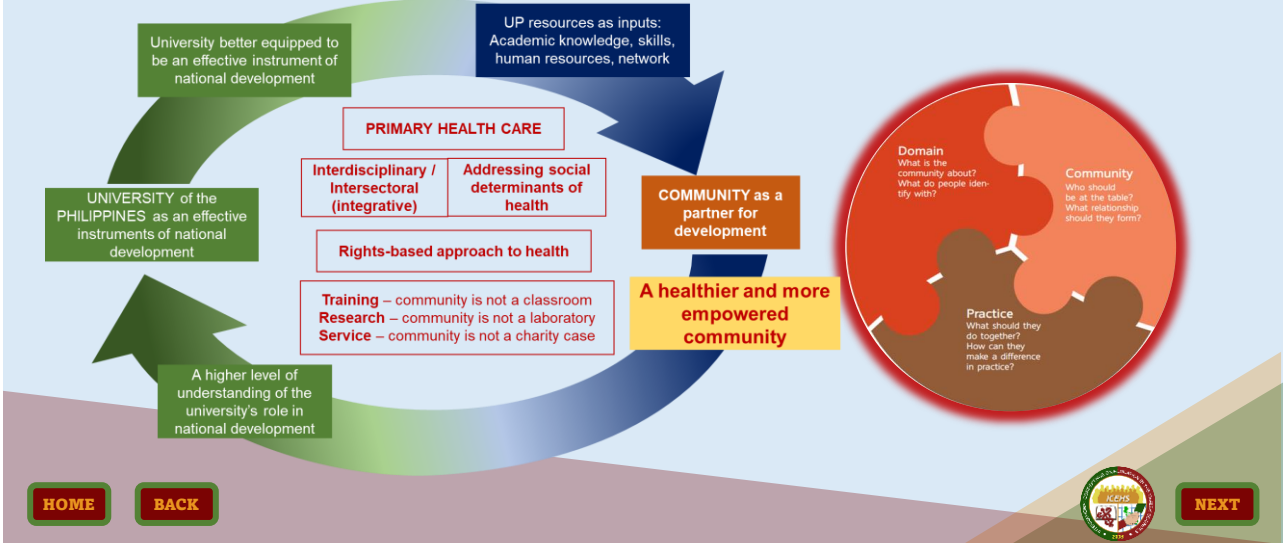 University better equipped to
be an effective instrument of
national development
UP resources as inputs:
Academic knowledge, skills,
human resources, network
PRIMARY HEALTH CARE
Interdisciplinary /
Intersectoral
(integrative)
Addressing social
determinants of
health
UNIVERSITY of the
PHILIPPINES as an effective
instruments of national
development
COMMUNITY as a
partner for
development
Rights-based approach to health
A healthier and more
empowered
community
Training – community is not a classroom
Research – community is not a laboratory
Service – community is not a charity case
A higher level of
understanding of the
university's role in
national development
Domain
What is the
community about?
What do people iden-
tify with?
Community
Who should
be at the table?
What relationship
should they form?
Practice
What should they
do together?
How can they
make a difference
in practice?
HOME
BACK
ICEHS
NEXT